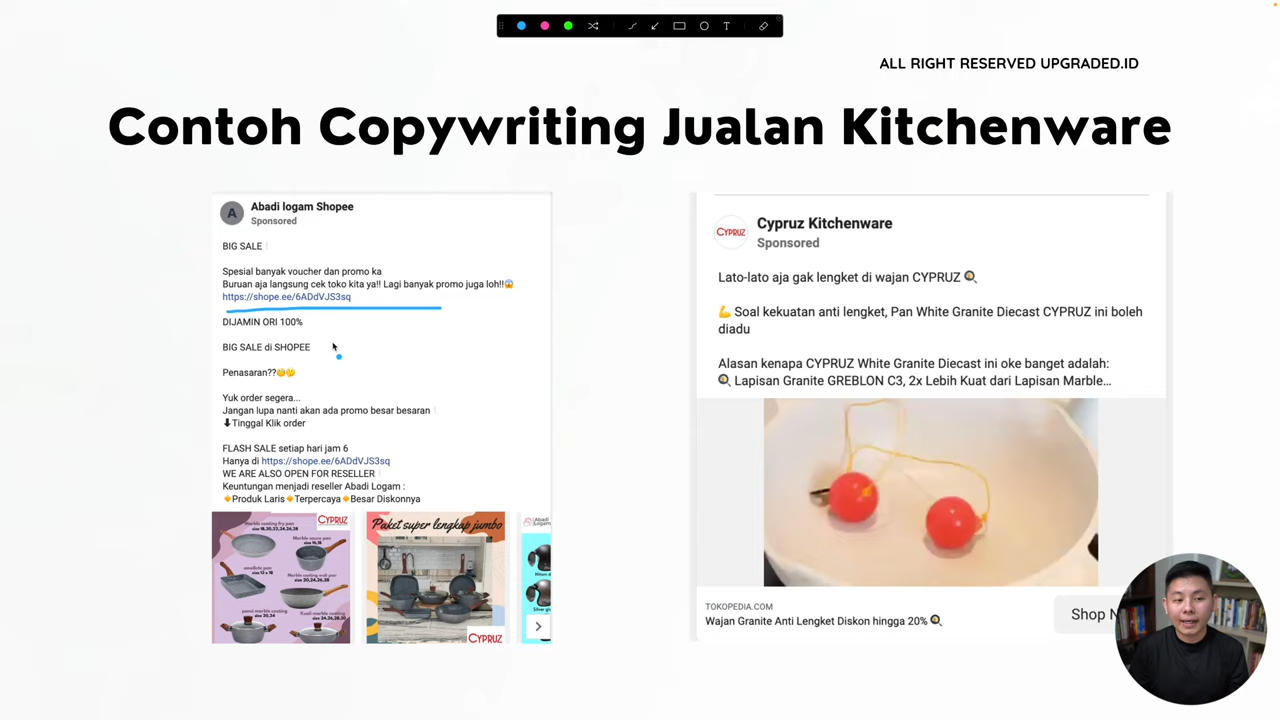 ALL RIGHT RESERVED UPGRADED.ID
Contoh Copywriting Jualan Kitchenware
A
Abadi logam Shopee
Sponsored
BIG SALE
Spesial banyak voucher dan promo ka
Buruan aja langsung cek toko kita ya!! Lagi banyak promo juga loh!!😱
https://shope.ee/6ADdVJS3sq
DIJAMIN ORI 100%
BIG SALE di SHOPEE
Penasaran??
Yuk order segera...
Jangan lupa nanti akan ada promo besar besaran
⬇Tinggal Klik order
FLASH SALE setiap hari jam 6
Hanya di https://shope.ee/6ADdVJS3sq
WE ARE ALSO OPEN FOR RESELLER
Keuntungan menjadi reseller Abadi Logam :
🔸Produk Laris🔸Terpercaya🔸Besar Diskonnya
CYPRUZ
Marble coating fry pan
Paket super lengkap jumbo
CYPRUZ
CYPRUZ
Cypruz Kitchenware
Sponsored
Lato-lato aja gak lengket di wajan CYPRUZ 🍳
💪Soal kekuatan anti lengket, Pan White Granite Diecast CYPRUZ ini boleh
diadu
Alasan kenapa CYPRUZ White Granite Diecast ini oke banget adalah:
🍳 Lapisan Granite GREBLON C3, 2x Lebih Kuat dari Lapisan Marble...
TOKOPEDIA.COM
Wajan Granite Anti Lengket Diskon hingga 20% 🍳
Shop N